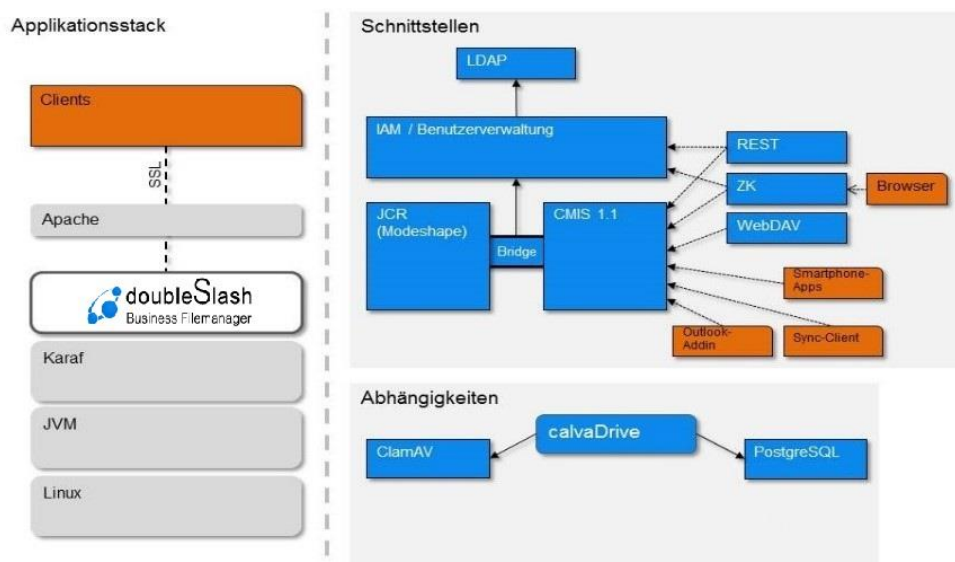 Applikationsstack
Clients
SSL
Apache
doubleSlash
Business Filemanager
Karaf
JVM
Linux
Schnittstellen
LDAP
IAM / Benutzerverwaltung
REST
ZK
Browser
WebDAV
JCR
(Modeshape)
Bridge
CMIS 1.1
Smartphone-
Apps
Outlook-
Addin
Sync-Client
Abhängigkeiten
calvaDrive
ClamAV
PostgreSQL